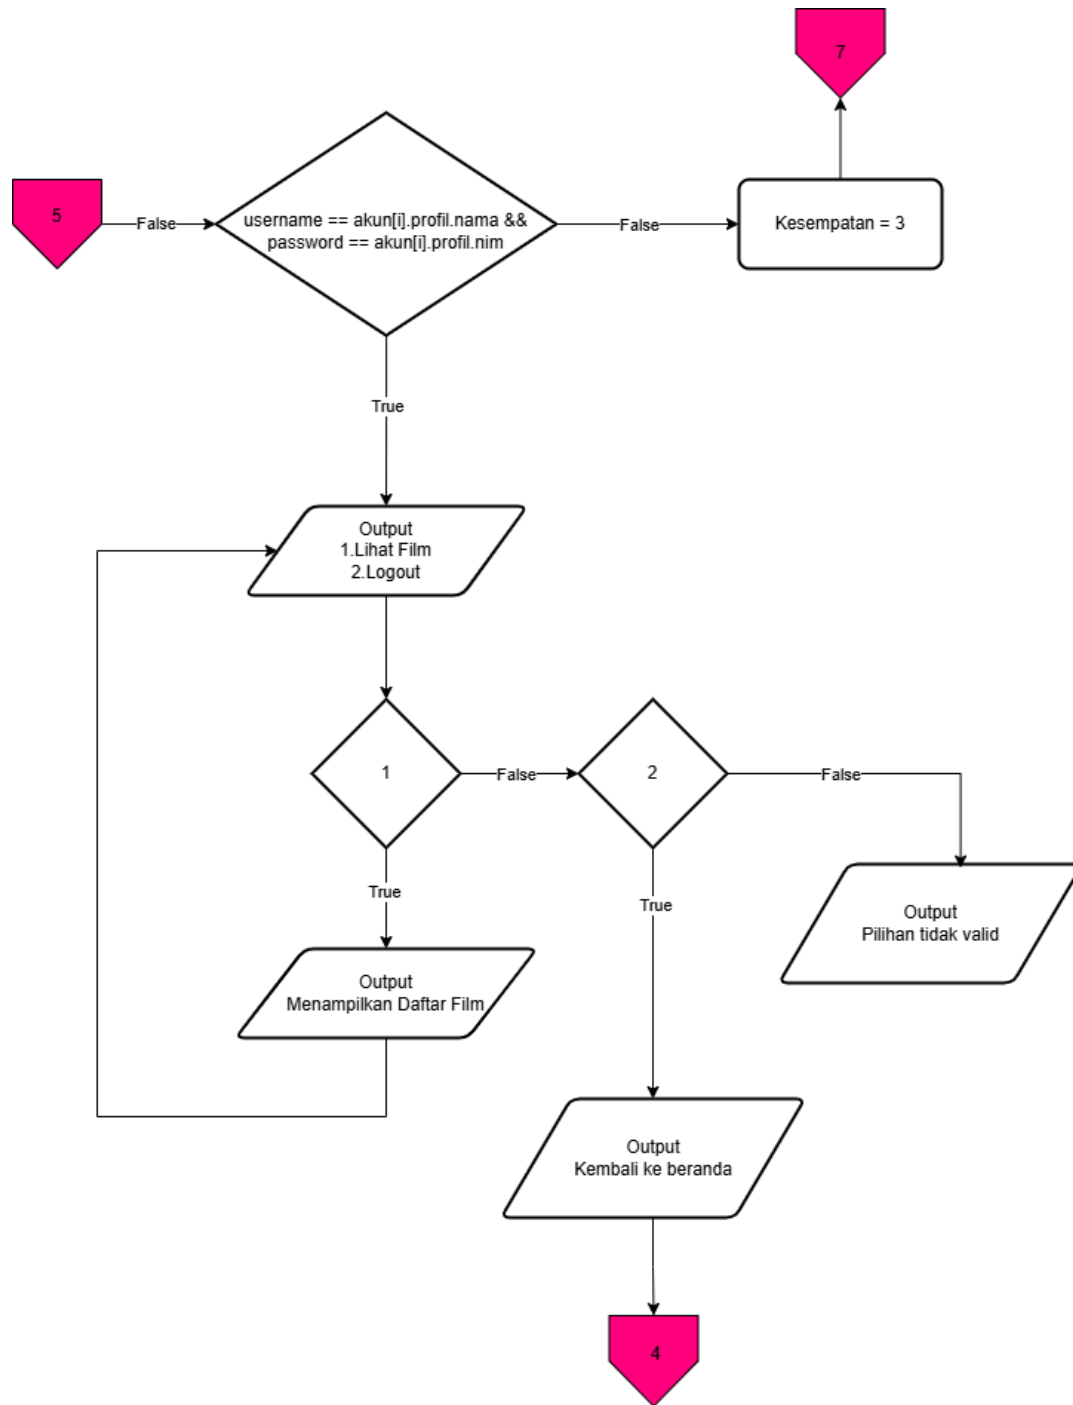 7
5
False
username == akun[i].profil.nama &&
password == akun[i].profil.nim
False
Kesempatan = 3
True
Output
1.Lihat Film
2.Logout
1
False
2
False
True
True
Output
Pilihan tidak valid
Output
Menampilkan Daftar Film
Output
Kembali ke beranda
4